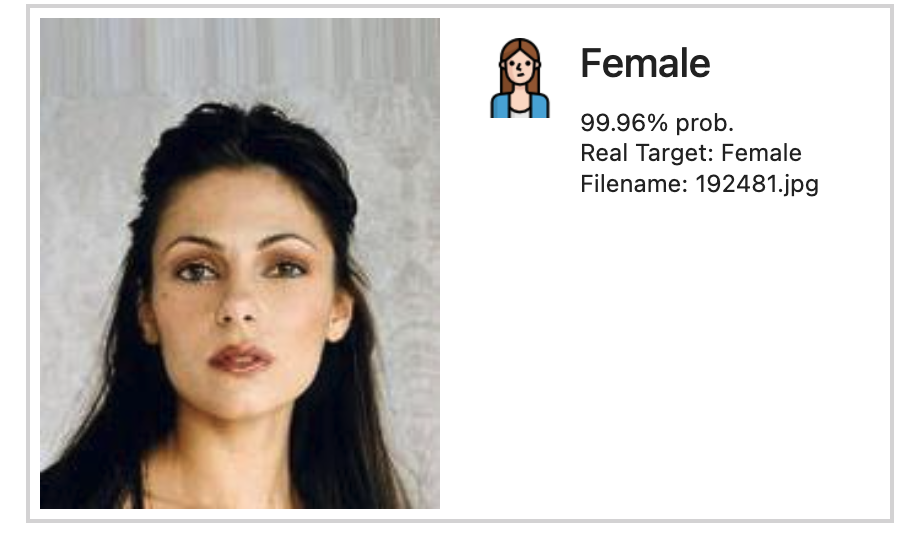 Female
99.96% prob.
Real Target: Female
Filename: 192481.jpg